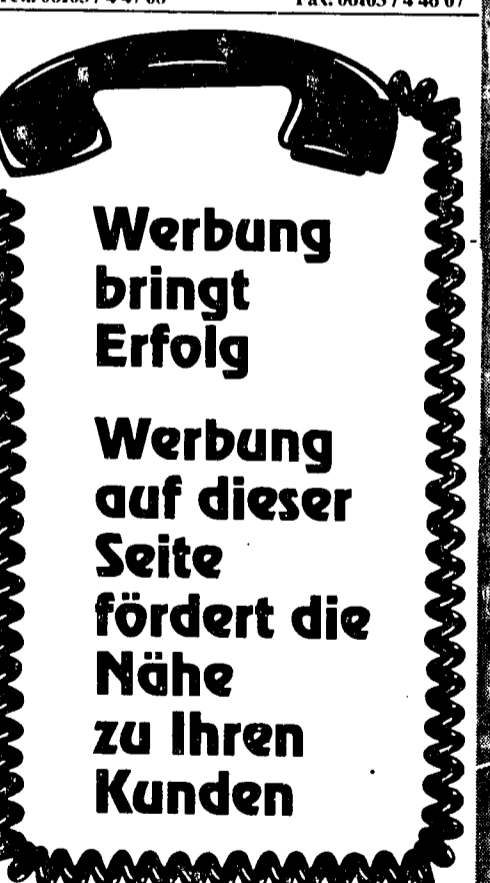 Werbung
bringt
Erfolg
Werbung
auf dieser
Seite
fördert die
Nähe
zu Ihren
Kunden